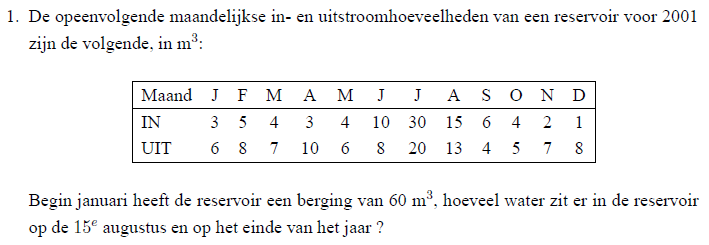 1. De opeenvolgende maandelijkse in- en uitstroomhoeveelheden van een reservoir voor 2001
zijn de volgende, in m³:
Maand J F M A M J J A S O N D
IN 3 5 4 3 4 10 30 15 6 4 2 1
UIT 6 8 7 10 6 8 20 13 4 5 7 8
Begin januari heeft de reservoir een berging van 60 m³, hoeveel water zit er in de reservoir
op de 15ᵉ augustus en op het einde van het jaar ?